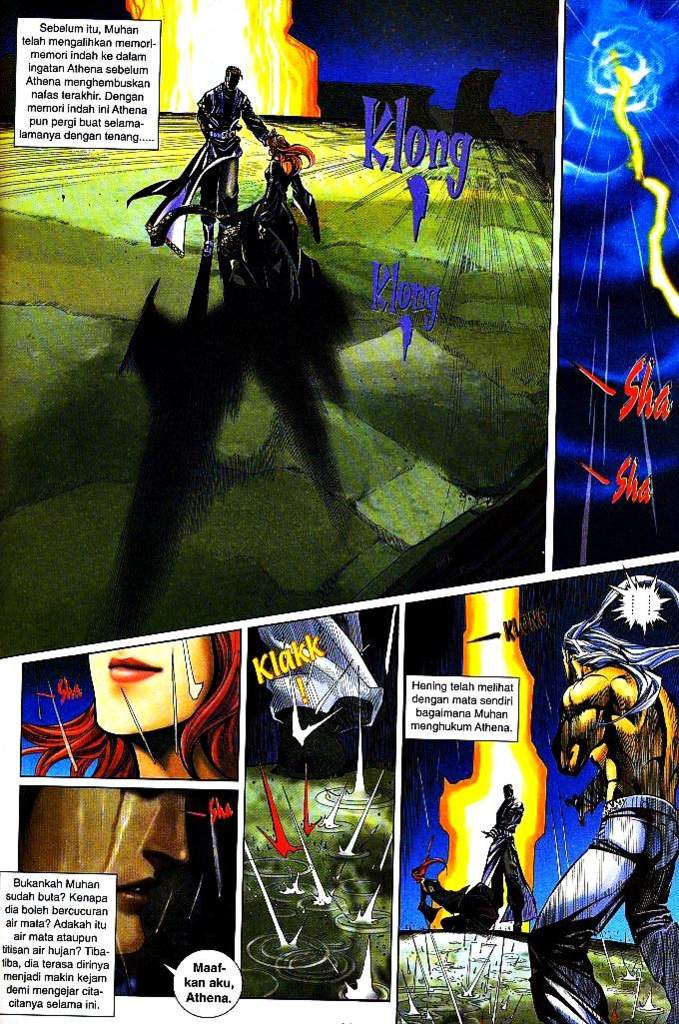 Sebelum itu, Muhan
telah mengalihkan memori-
memori indah ke dalam
ingatan Athena sebelum
Athena menghembuskan
nafas terakhir. Dengan
memori indah ini Athena
pun pergi buat selama-
lamanya dengan tenang.....
Klong
!
Klong
!
Sha
Sha
Sha
Sha
Bukankah Muhan
sudah buta? Kenapa
dia boleh bercucuran
air mata? Adakah itu
air mata ataupun
titisan air hujan? Tiba-
tiba, dia terasa dirinya
menjadi makin kejam
demi mengejar cita-
citanya selama ini.
Maaf-
kan aku,
Athena.
Klakk
!
KLONG
Hening telah melihat
dengan mata sendiri
bagaimana Muhan
menghukum Athena.